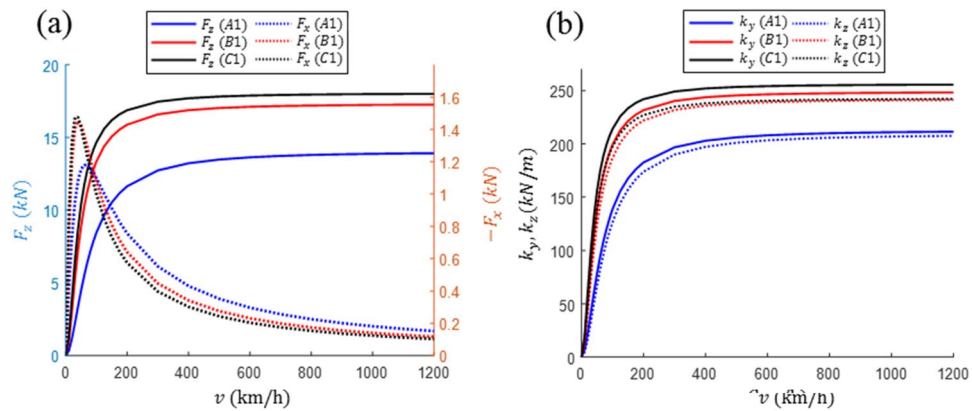 (a)
F_z (A1) F_x (A1)
F_z (B1) F_x (B1)
F_z (C1) F_x (C1)
20
15
10
5
0
F_z (kN)
1.6
1.4
1.2
1
0.8
0.6
0.4
0.2
0
−F_x (kN)
0 200 400 600 800 1000 1200
v (km/h)
(b)
k_y (A1) k_z (A1)
k_y (B1) k_z (B1)
k_y (C1) k_z (C1)
250
200
150
100
50
0
k_y, k_z (kN/m)
0 200 400 600 800 1000 1200
v (km/h)